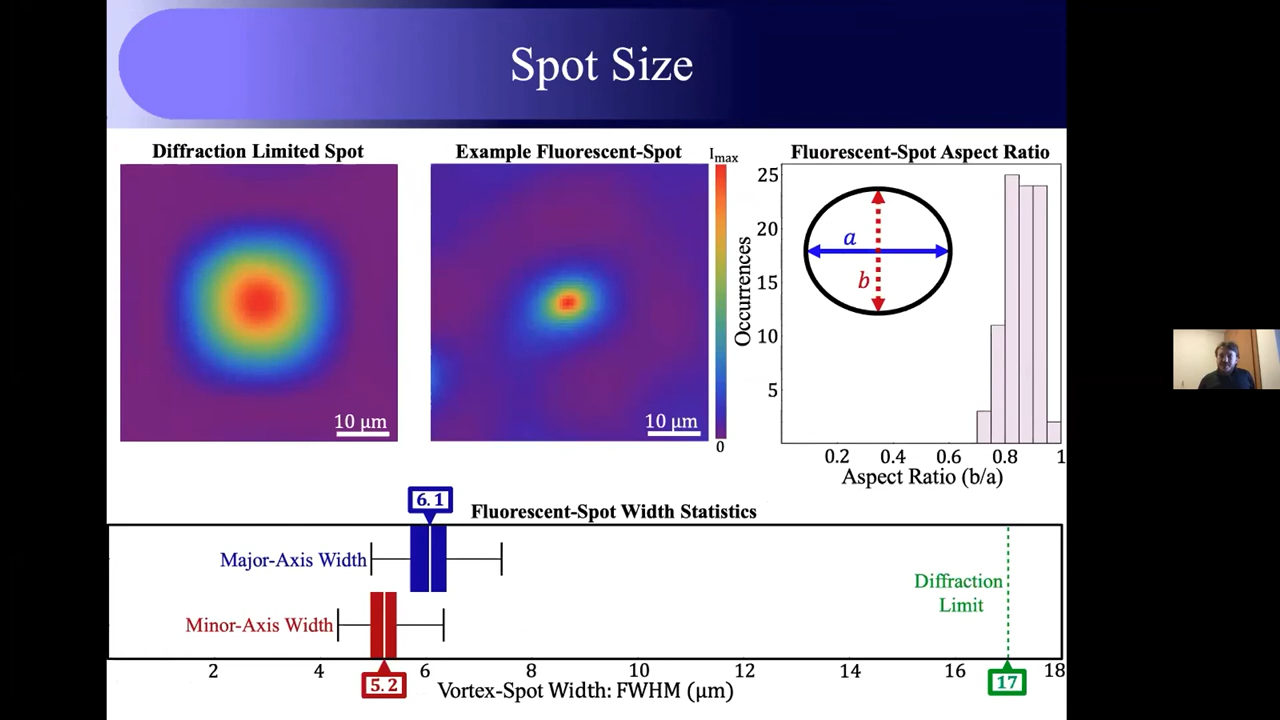 Spot Size
Diffraction Limited Spot
10 μm
Example Fluorescent-Spot
10 μm
Imax
0
Fluorescent-Spot Aspect Ratio
Occurrences
25
20
15
10
5
a
b
0.2 0.4 0.6 0.8 1
Aspect Ratio (b/a)
Fluorescent-Spot Width Statistics
6.1
Major-Axis Width
Minor-Axis Width
Diffraction
Limit
2 4 6 8 10 12 14 16 18
5.2
17
Vortex-Spot Width: FWHM (μm)